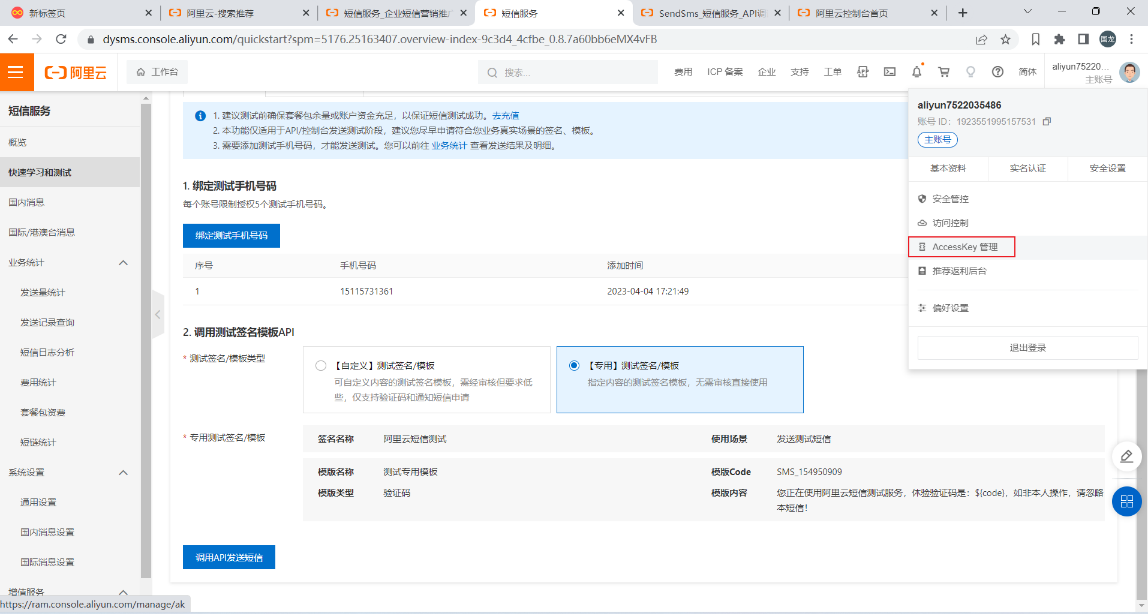 新标签页
阿里云-搜索推荐
短信服务_企业短信营销推广
短信服务
SendSms_短信服务_API调
阿里云控制台首页
dysms.console.aliyun.com/quickstart?spm=5176.25163407.overview-index-9c3d4_4cfbe_0.8.7a60bb6eMX4vFB
阿里云
工作台
搜索...
费用
ICP 备案
企业
支持
工单
简体
aliyun75220...
主账号
短信服务
概览
快速学习和测试
国内消息
国际/港澳台消息
业务统计
发送量统计
发送记录查询
短信日志分析
费用统计
套餐包资费
短链统计
系统设置
通用设置
国内消息设置
国际消息设置
增值服务
https://ram.console.aliyun.com/manage/ak
1. 建议测试前确保套餐包余量或账户资金充足，以保证短信测试成功。去充值
2. 本功能仅适用于API/控制台发送测试阶段，建议您尽早申请符合您业务真实场景的签名、模板。
3. 需要添加测试手机号码，才能发送测试。您可以前往 业务统计 查看发送结果及明细。
1. 绑定测试手机号码
每个账号限制授权5个测试手机号码。
绑定测试手机号码
序号
手机号码
添加时间
1
15115731361
2023-04-04 17:21:49
2. 调用测试签名模板API
* 测试签名/模板类型
【自定义】测试签名/模板
可自定义内容的测试签名模板，需经审核但要求低
些，仅支持验证码和通知短信申请
【专用】测试签名/模板
指定内容的测试签名模板，无需审核直接使用
* 专用测试签名/模板
签名名称
阿里云短信测试
使用场景
发送测试短信
模版名称
测试专用模板
模版Code
SMS_154950909
模版类型
验证码
模版内容
您正在使用阿里云短信测试服务，体验验证码是：${code}，如非本人操作，请忽略
本短信！
调用API发送短信
aliyun7522035486
账号 ID: 1923551995157531
主账号
基本资料
实名认证
安全设置
安全管控
访问控制
AccessKey 管理
推荐返利后台
偏好设置
退出登录